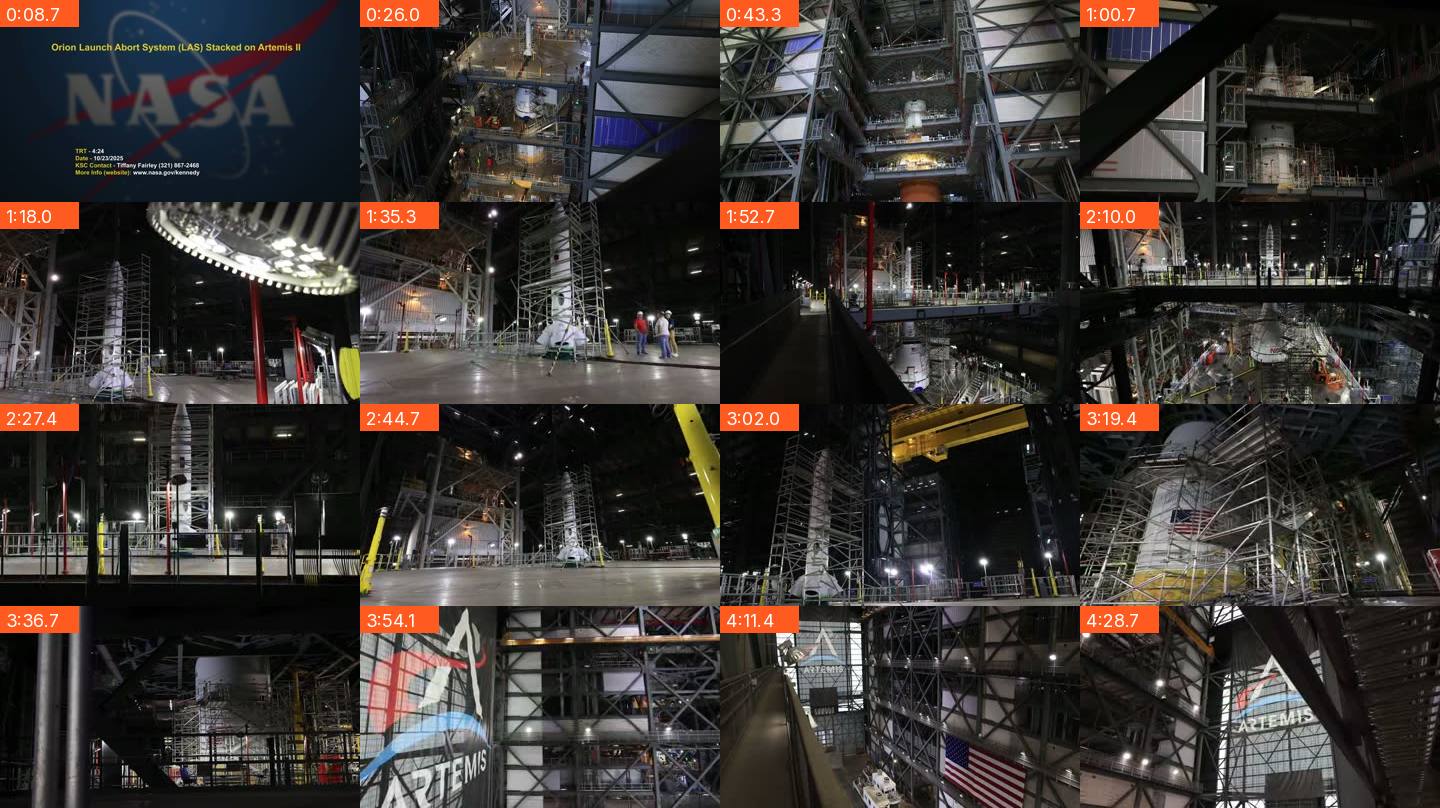 0:08.7
0:26.0
0:43.3
1:00.7
Orion Launch Abort System (LAS) Stacked on Artemis II
NASA
TRT - 4:24
Date - 10/23/2025
KSC Contact - Tiffany Fairley (321) 867-2468
More Info (website): www.nasa.gov/kennedy
1:18.0
1:35.3
1:52.7
2:10.0
2:27.4
2:44.7
3:02.0
3:19.4
3:36.7
3:54.1
4:11.4
4:28.7
ARTEMIS
ARTEMIS
ARTEMIS